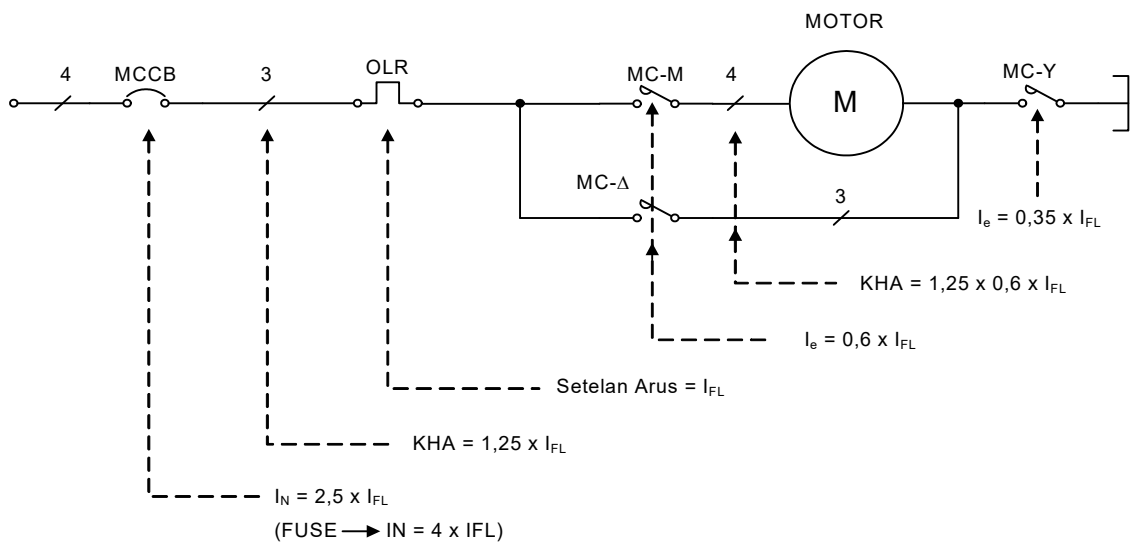 MOTOR
4
MCCB
3
OLR
MC-M
4
MC-Y
M
MC-Δ
3
Iₑ = 0,35 x I_FL
KHA = 1,25 x 0,6 x I_FL
Iₑ = 0,6 x I_FL
Setelan Arus = I_FL
KHA = 1,25 x I_FL
I_N = 2,5 x I_FL
(FUSE → IN = 4 x IFL)